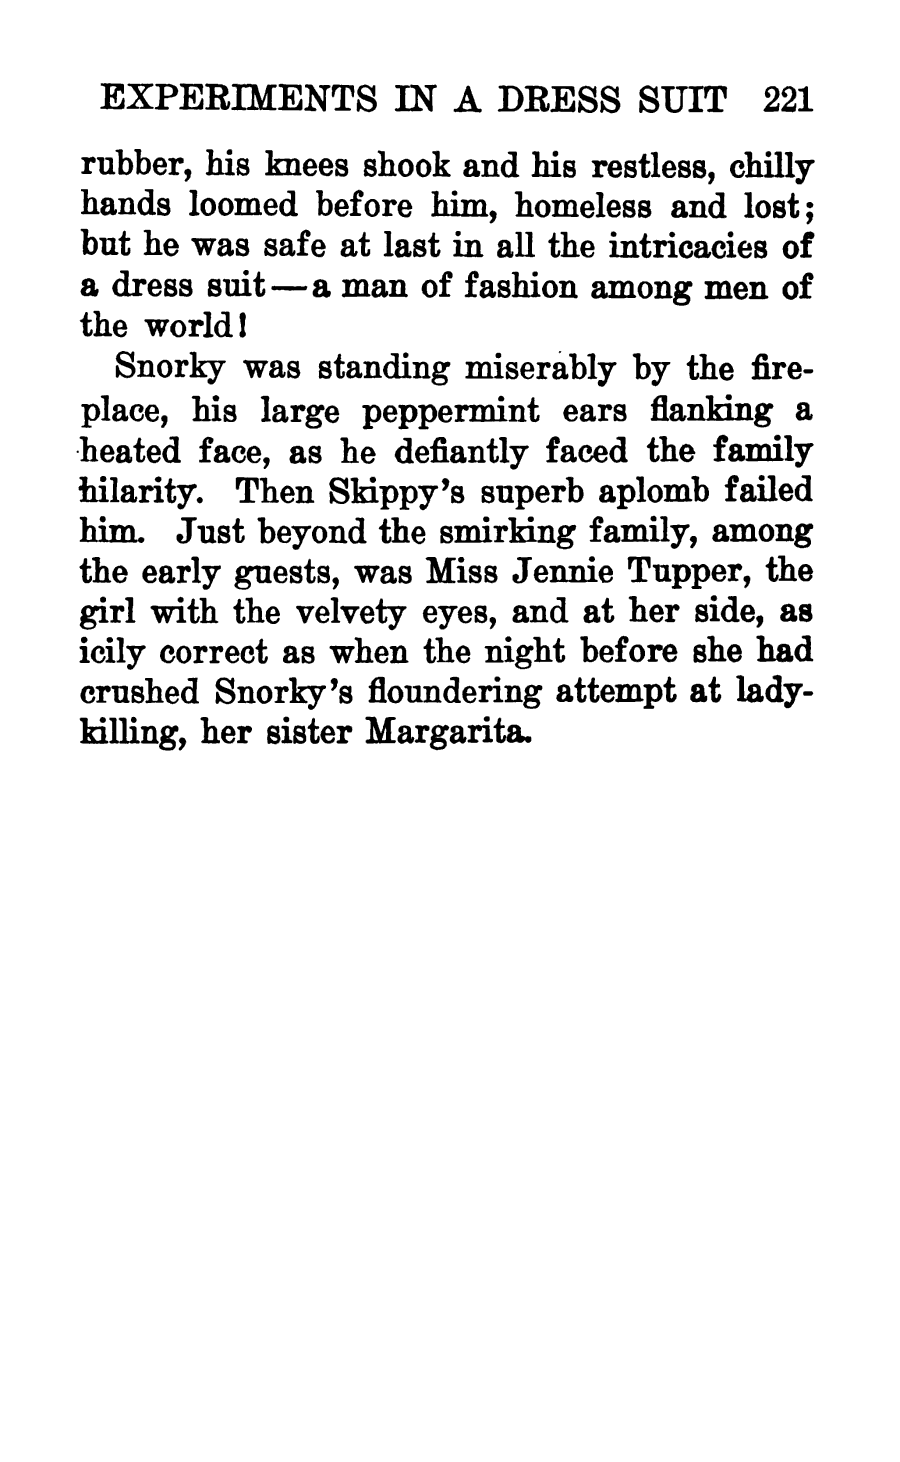 EXPERIMENTS IN A DRESS SUIT 221
rubber, his knees shook and his restless, chilly
hands loomed before him, homeless and lost;
but he was safe at last in all the intricacies of
a dress suit—a man of fashion among men of
the world!
Snorky was standing miserably by the fire-
place, his large peppermint ears flanking a
heated face, as he defiantly faced the family
hilarity. Then Skippy's superb aplomb failed
him. Just beyond the smirking family, among
the early guests, was Miss Jennie Tupper, the
girl with the velvety eyes, and at her side, as
icily correct as when the night before she had
crushed Snorky's floundering attempt at lady-
killing, her sister Margarita.